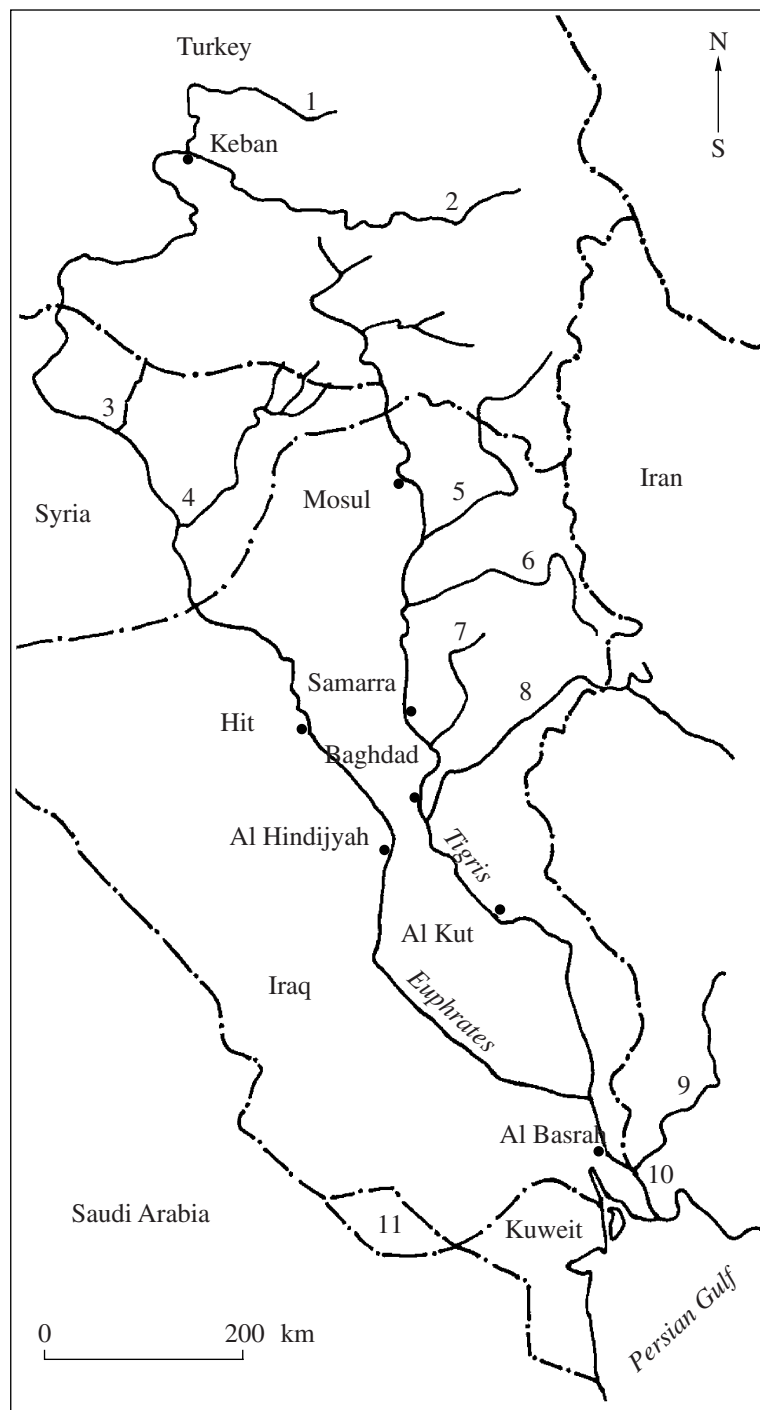 Turkey
N
1
S
Keban
2
3
4
Mosul
5
Iran
Syria
6
7
Samarra
8
Hit
Baghdad
Al Hindijyah
Tigris
Al Kut
Iraq
Euphrates
9
Al Basrah
10
Saudi Arabia
11
Kuweit
Persian Gulf
0 200 km